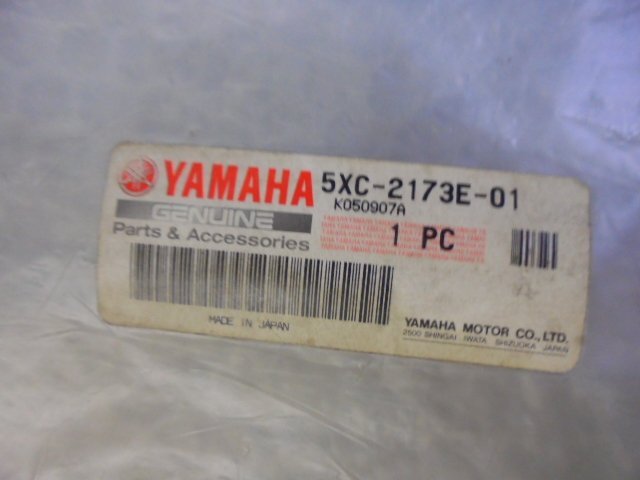 YAMAHA 5XC-2173E-01
GENUINE K050907A
Parts & Accessories 1 PC
MADE IN JAPAN
YAMAHA MOTOR CO., LTD.
2500 SHINGAI IWATA SHIZUOKA JAPAN